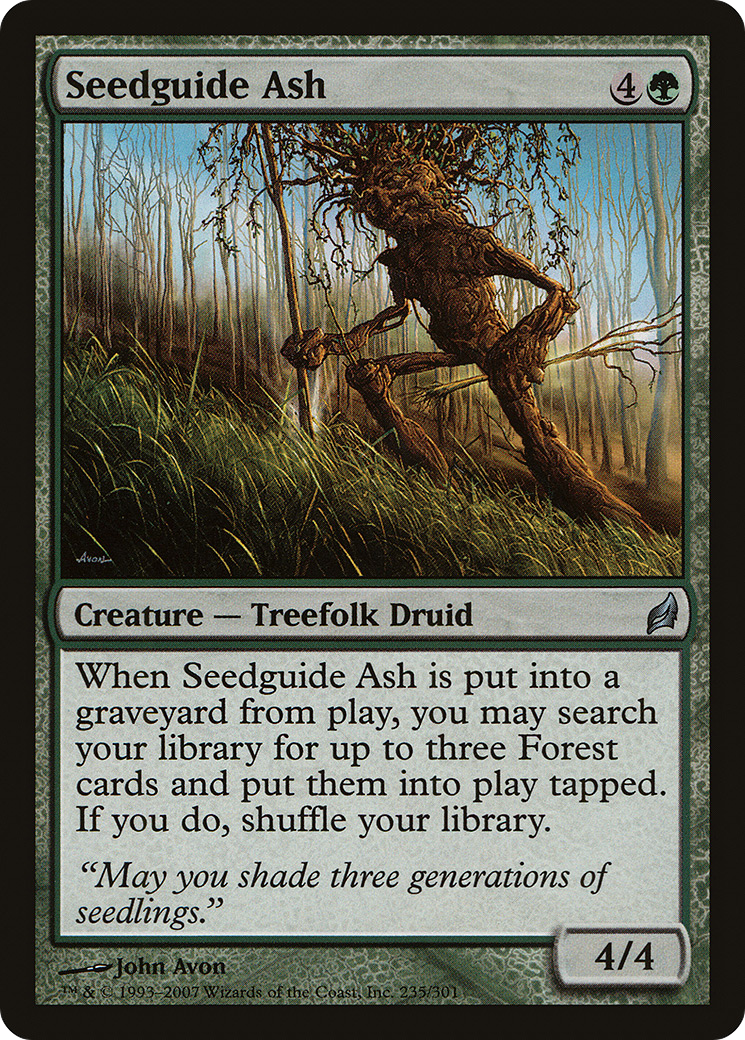 Seedguide Ash 4
AVON
Creature — Treefolk Druid
When Seedguide Ash is put into a
graveyard from play, you may search
your library for up to three Forest
cards and put them into play tapped.
If you do, shuffle your library.
“May you shade three generations of
seedlings.”
4/4
John Avon
™ & © 1993–2007 Wizards of the Coast, Inc. 235/301